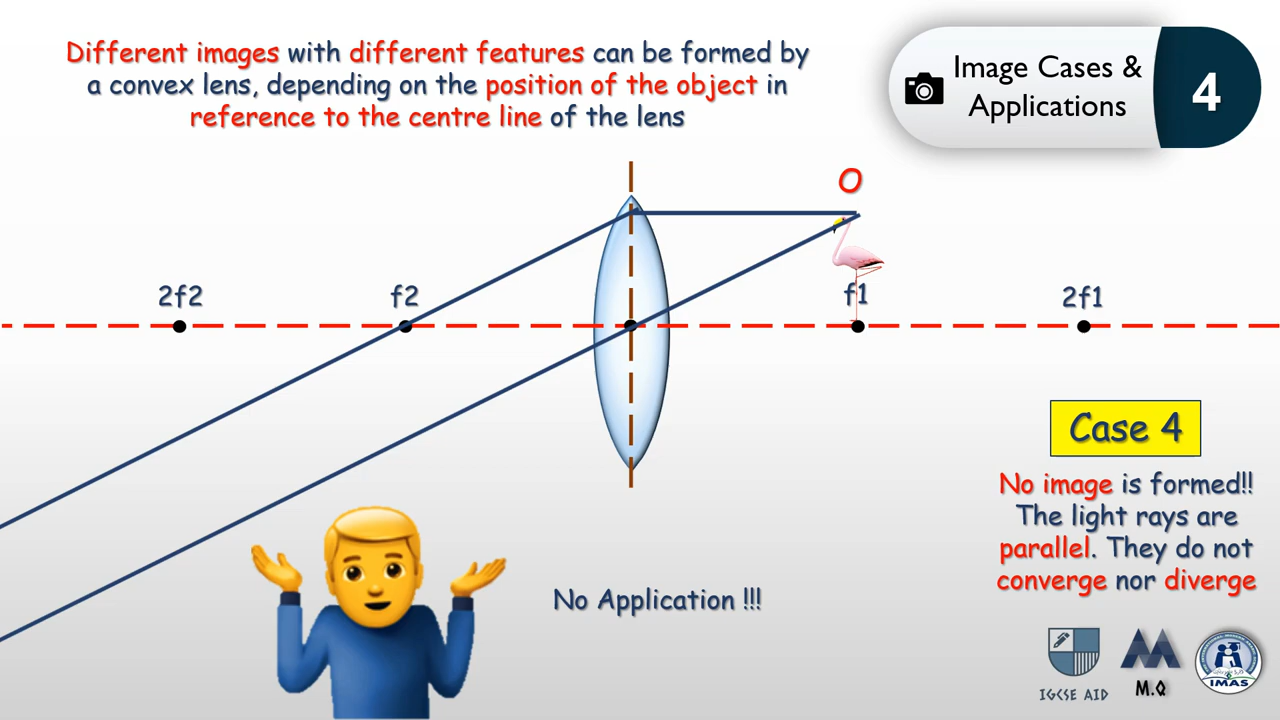 Different images with different features can be formed by
a convex lens, depending on the position of the object in
reference to the centre line of the lens
Image Cases &
Applications
4
O
2f2
f2
f1
2f1
Case 4
No image is formed!!
The light rays are
parallel. They do not
converge nor diverge
No Application !!!
IGCSE AID
M.Q
IMAS